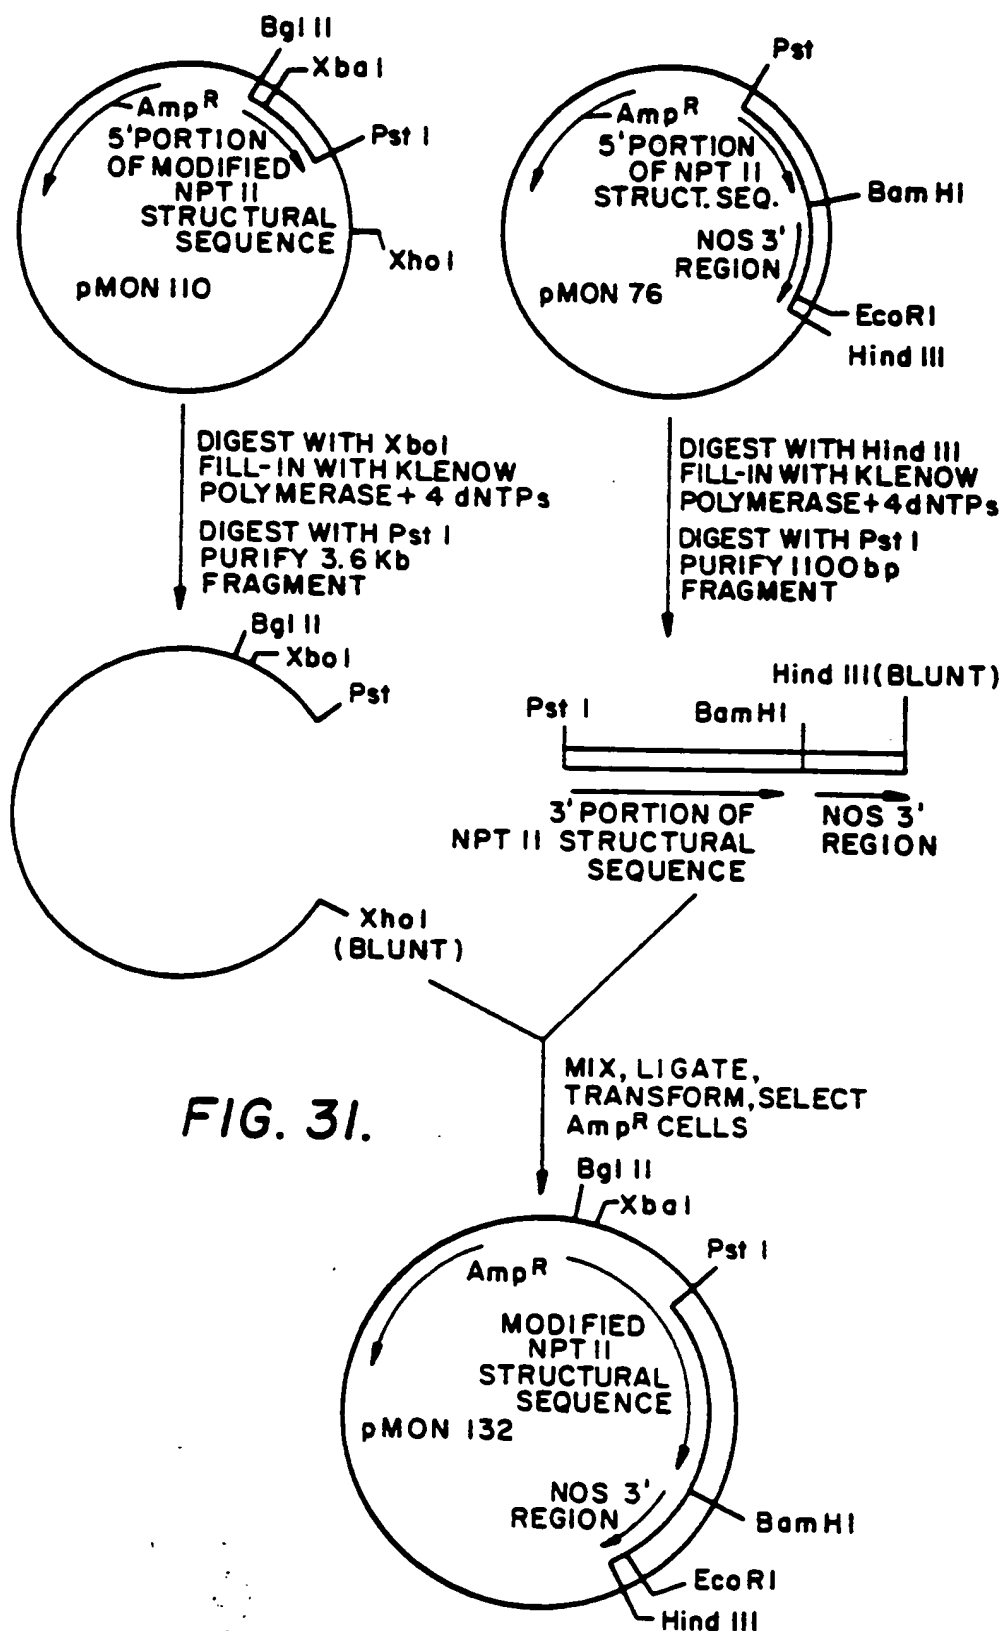 Bgl II
Xba I
Amp R
Pst I
5' PORTION
OF MODIFIED
NPT II
STRUCTURAL
SEQUENCE
Xho I
pMON 110
Pst
Amp R
5' PORTION
OF NPT II
STRUCT. SEQ.
Bam HI
NOS 3'
REGION
pMON 76
EcoRI
Hind III
DIGEST WITH XboI
FILL-IN WITH KLENOW
POLYMERASE + 4 dNTPs
DIGEST WITH Pst I
PURIFY 3.6 Kb
FRAGMENT
DIGEST WITH Hind III
FILL-IN WITH KLENOW
POLYMERASE + 4 dNTPs
DIGEST WITH Pst I
PURIFY 1100 bp
FRAGMENT
Bgl II
Xbo I
Pst
Xho I
(BLUNT)
Hind III (BLUNT)
Pst I
Bam HI
3' PORTION OF
NPT II STRUCTURAL
SEQUENCE
NOS 3'
REGION
MIX, LIGATE,
TRANSFORM, SELECT
Amp R CELLS
FIG. 31.
Bgl II
Xba I
Pst I
Amp R
MODIFIED
NPT II
STRUCTURAL
SEQUENCE
pMON 132
NOS 3'
REGION
Bam HI
Eco RI
Hind III